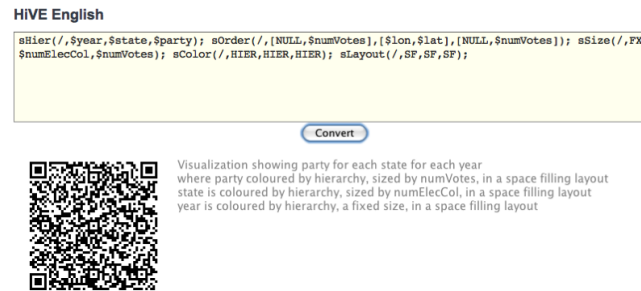 HiVE English
sHier(/,$year,$state,$party); sOrder(/,[NULL,$numVotes],[$lon,$lat],[NULL,$numVotes]); sSize(/,FX
$numElecCol,$numVotes); sColor(/,HIER,HIER,HIER); sLayout(/,SF,SF,SF);
Convert
Visualization showing party for each state for each year
where party coloured by hierarchy, sized by numVotes, in a space filling layout
state is coloured by hierarchy, sized by numElecCol, in a space filling layout
year is coloured by hierarchy, a fixed size, in a space filling layout